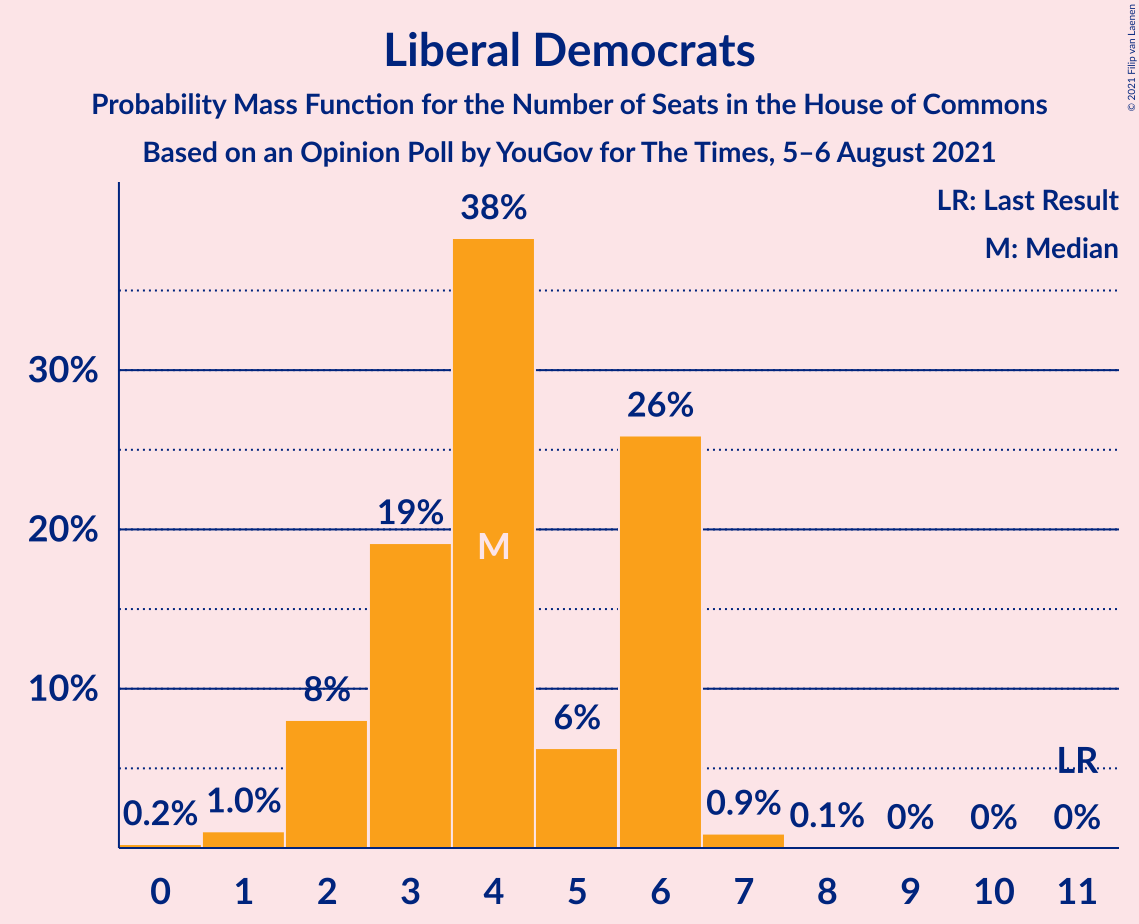 © 2021 Filip van Laenen
Liberal Democrats
Probability Mass Function for the Number of Seats in the House of Commons
Based on an Opinion Poll by YouGov for The Times, 5–6 August 2021
LR: Last Result
M: Median
38%
30%
26%
19%
20%
M
8%
10%
6%
LR
0.2%
1.0%
0.9%
0.1%
0%
0%
0%
0 1 2 3 4 5 6 7 8 9 10 11